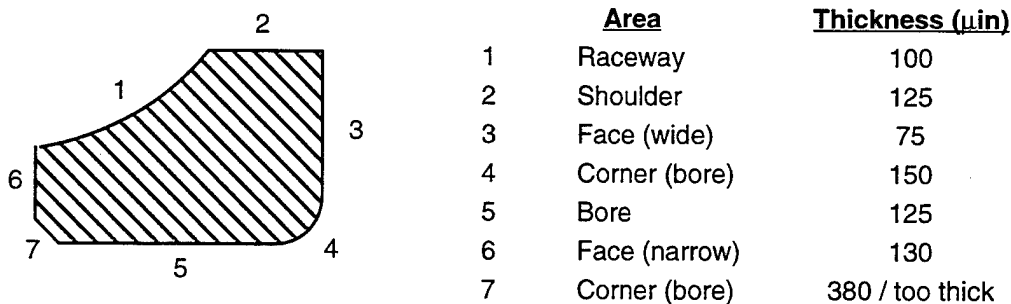 Area Thickness (μin)
1 Raceway 100
2 Shoulder 125
3 Face (wide) 75
4 Corner (bore) 150
5 Bore 125
6 Face (narrow) 130
7 Corner (bore) 380 / too thick
2
1
3
6
7
5
4